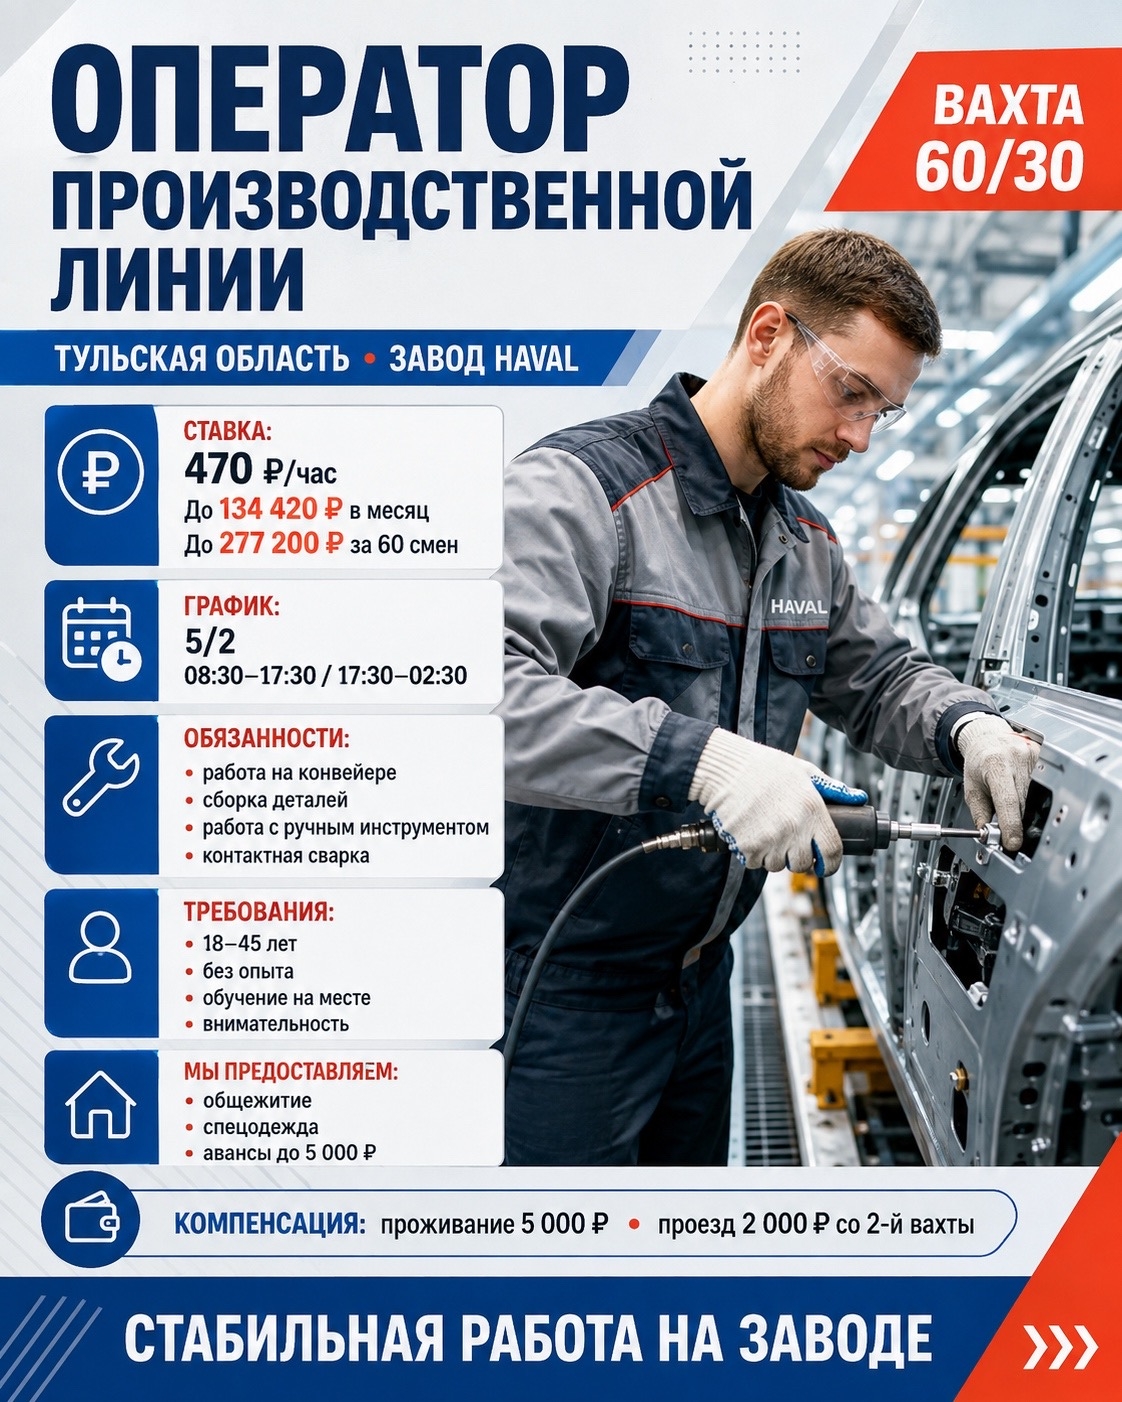 ОПЕРАТОР
ПРОИЗВОДСТВЕННОЙ
ЛИНИИ
ВАХТА
60/30
ТУЛЬСКАЯ ОБЛАСТЬ • ЗАВОД HAVAL
СТАВКА:
470 ₽/час
До 134 420 ₽ в месяц
До 277 200 ₽ за 60 смен
ГРАФИК:
5/2
08:30–17:30 / 17:30–02:30
ОБЯЗАННОСТИ:
• работа на конвейере
• сборка деталей
• работа с ручным инструментом
• контактная сварка
ТРЕБОВАНИЯ:
• 18–45 лет
• без опыта
• обучение на месте
• внимательность
МЫ ПРЕДОСТАВЛЯЕМ:
• общежитие
• спецодежда
• авансы до 5 000 ₽
HAVAL
КОМПЕНСАЦИЯ: проживание 5 000 ₽ • проезд 2 000 ₽ со 2-й вахты
СТАБИЛЬНАЯ РАБОТА НА ЗАВОДЕ